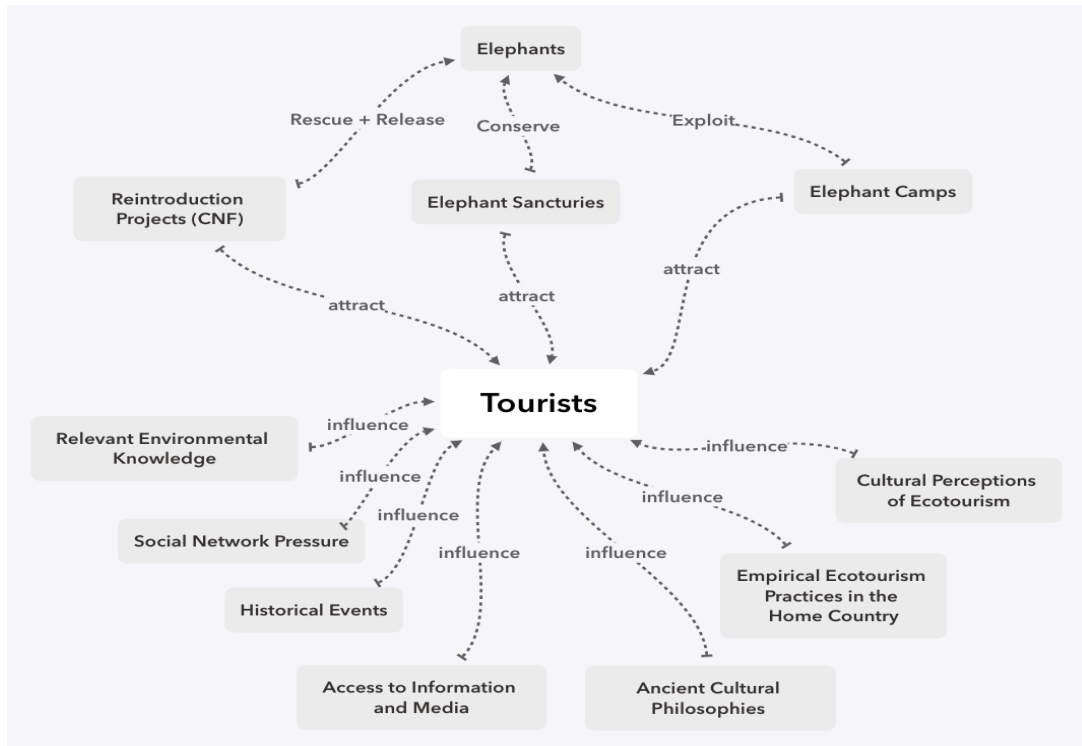 Elephants
Rescue + Release
Conserve
Exploit
Reintroduction
Projects (CNF)
Elephant Sancturies
Elephant Camps
attract
attract
attract
Tourists
influence
Relevant Environmental
Knowledge
influence
influence
influence
influence
influence
influence
Cultural Perceptions
of Ecotourism
Social Network Pressure
Empirical Ecotourism
Practices in the
Home Country
Historical Events
Access to Information
and Media
Ancient Cultural
Philosophies